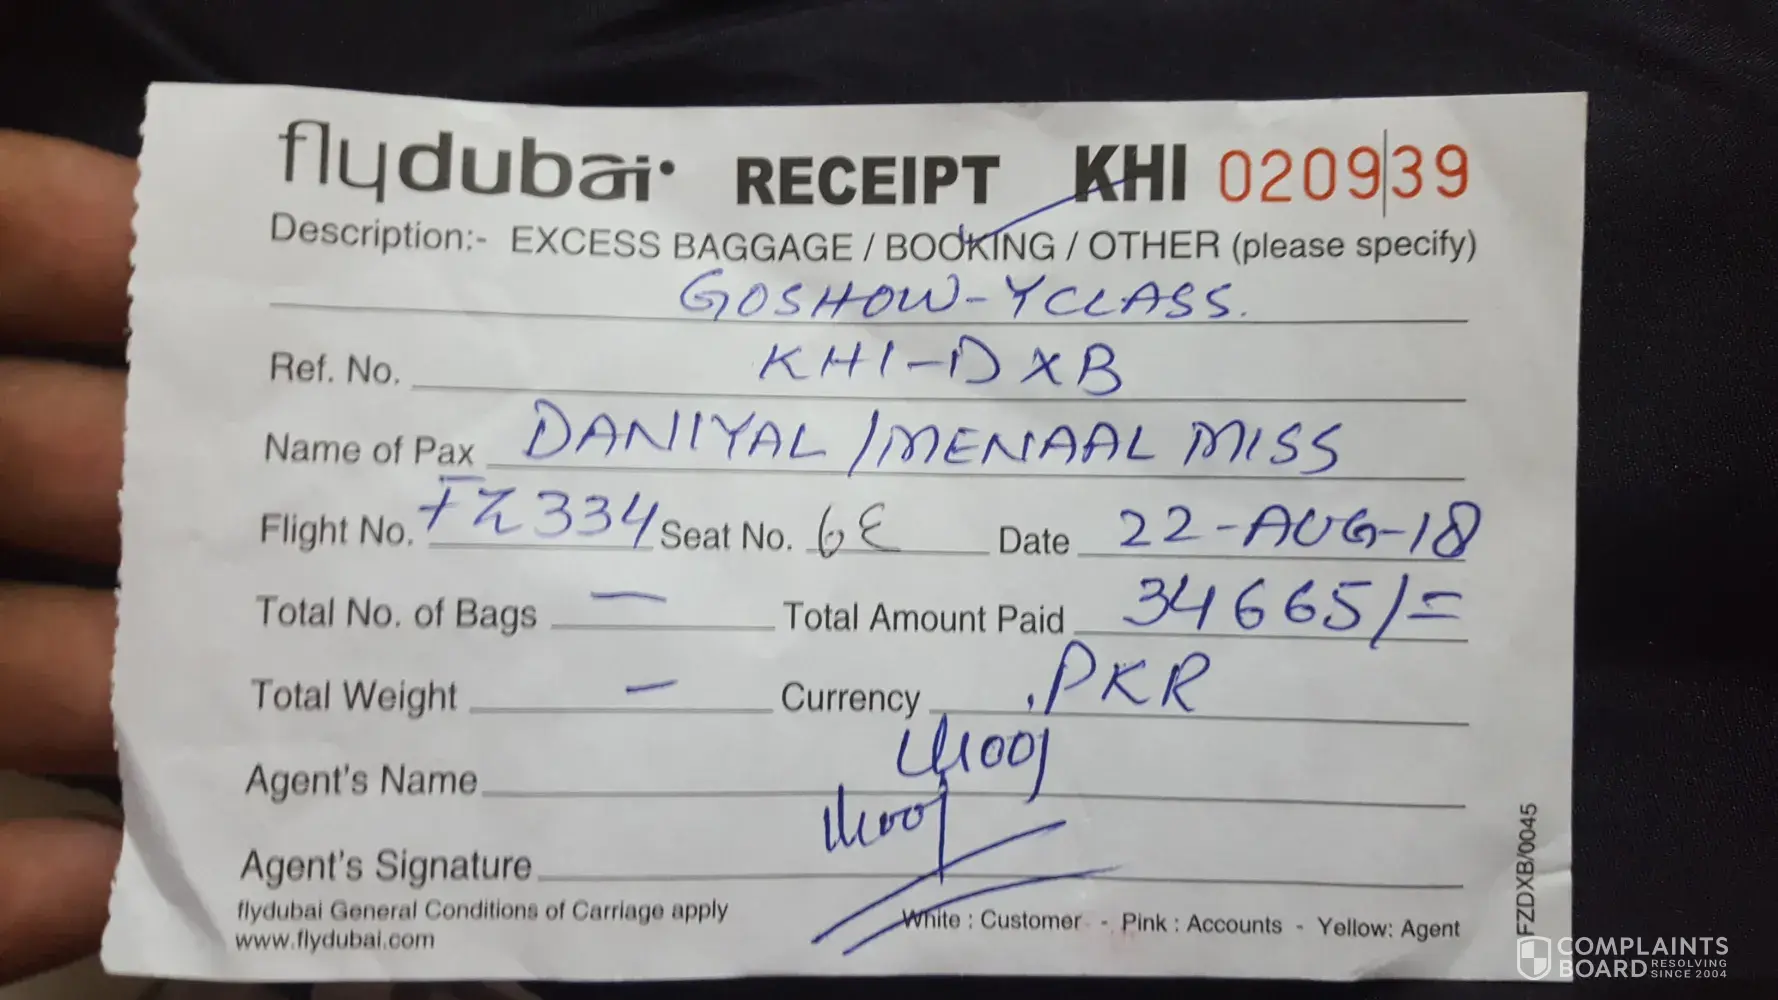 flydubai RECEIPT KHI 020939
Description:- EXCESS BAGGAGE / BOOKING / OTHER (please specify)
GOSHOW-YCLASS.
Ref. No. KHI-DXB
Name of Pax DANIYAL/MENAAL MISS
Flight No. FZ334 Seat No. 6E Date 22-AUG-18
Total No. of Bags — Total Amount Paid 34665/=
Total Weight — Currency PKR
Agent's Name
Agent's Signature
flydubai General Conditions of Carriage apply
White : Customer - Pink : Accounts - Yellow: Agent
www.flydubai.com
FZDXB/0045
COMPLAINTS
BOARD RESOLVING
SINCE 2004